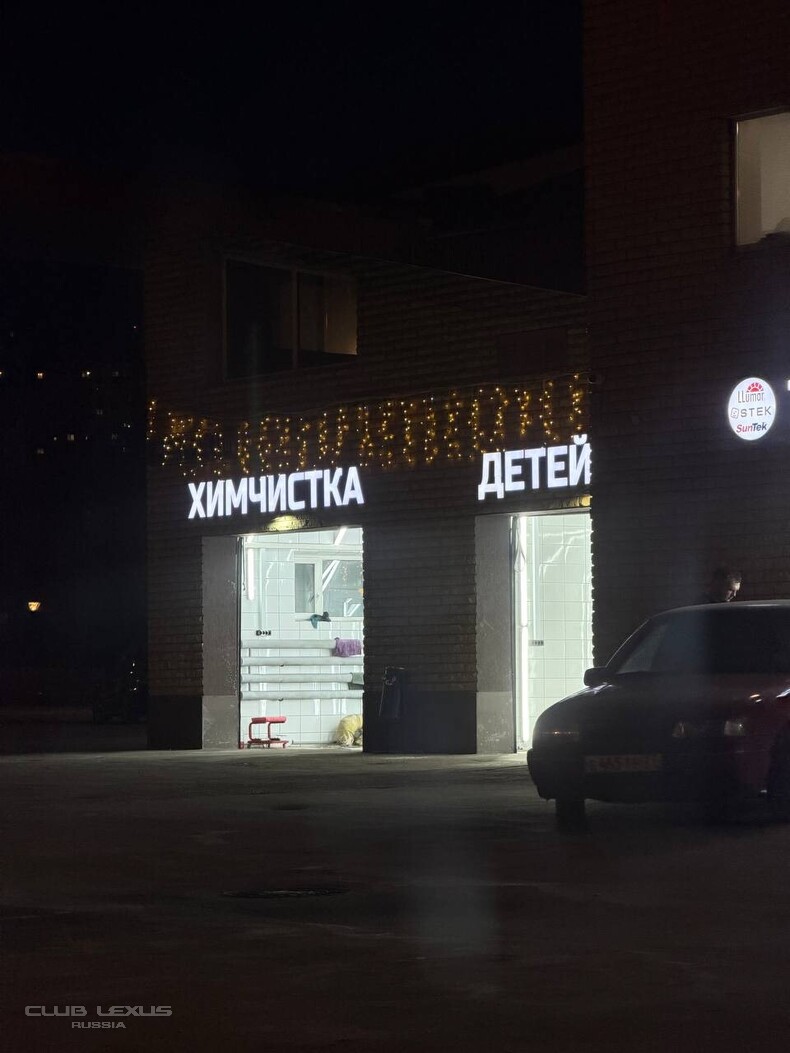 ХИМЧИСТКА
ДЕТЕЙ
LLumar
STEK
SunTek
CLUB LEXUS
RUSSIA